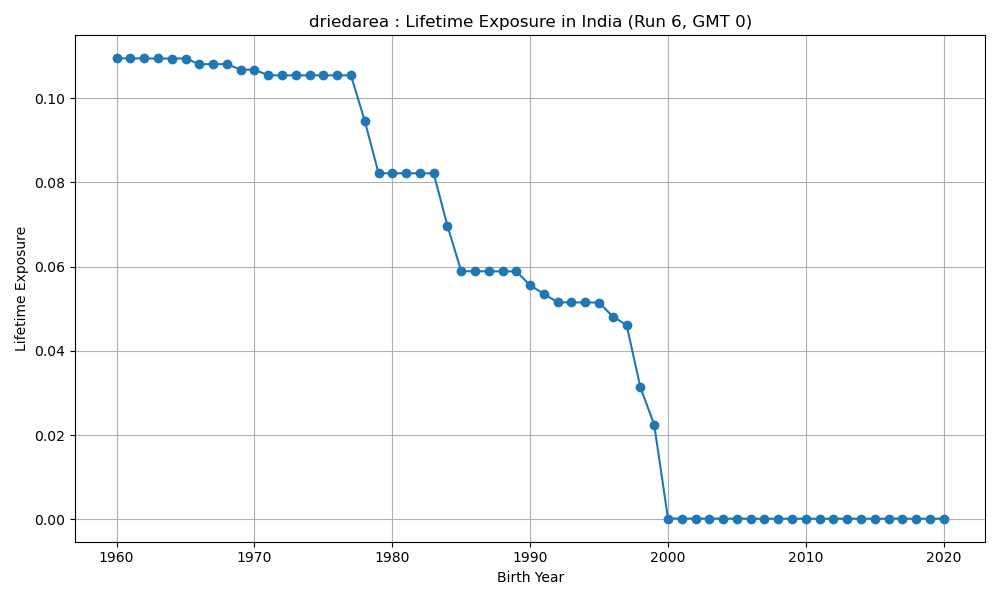 driedarea : Lifetime Exposure in India (Run 6, GMT 0)
Lifetime Exposure
0.10
0.08
0.06
0.04
0.02
0.00
1960 1970 1980 1990 2000 2010 2020
Birth Year